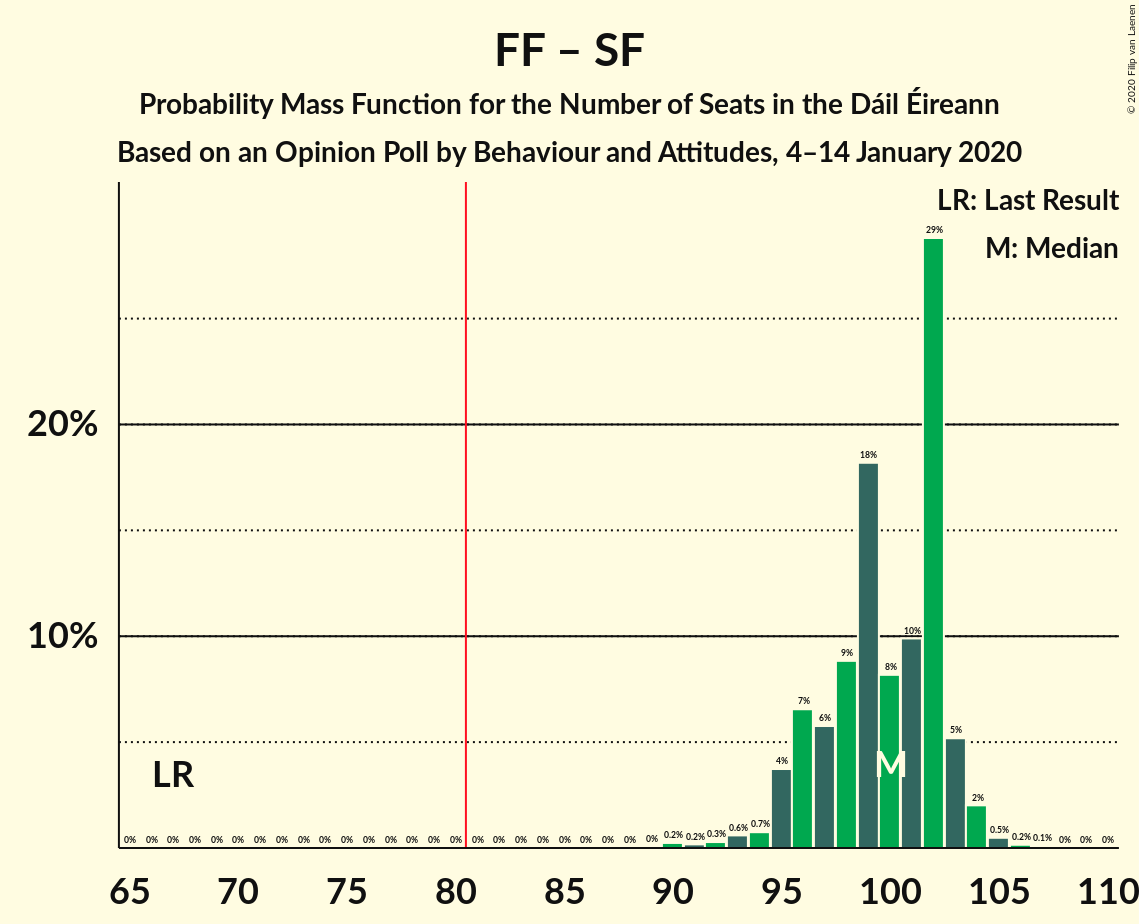 FF – SF
Probability Mass Function for the Number of Seats in the Dáil Éireann
Based on an Opinion Poll by Behaviour and Attitudes, 4–14 January 2020
© 2020 Filip van Laenen
LR: Last Result
M: Median
20%
10%
LR
M
0% 0% 0% 0% 0% 0% 0% 0% 0% 0% 0% 0% 0% 0% 0% 0% 0% 0% 0% 0% 0% 0% 0% 0% 0% 0.2% 0.2% 0.3% 0.6% 0.7% 4% 7% 6% 9% 18% 8% 10% 29% 5% 2% 0.5% 0.2% 0.1% 0% 0% 0%
65 70 75 80 85 90 95 100 105 110